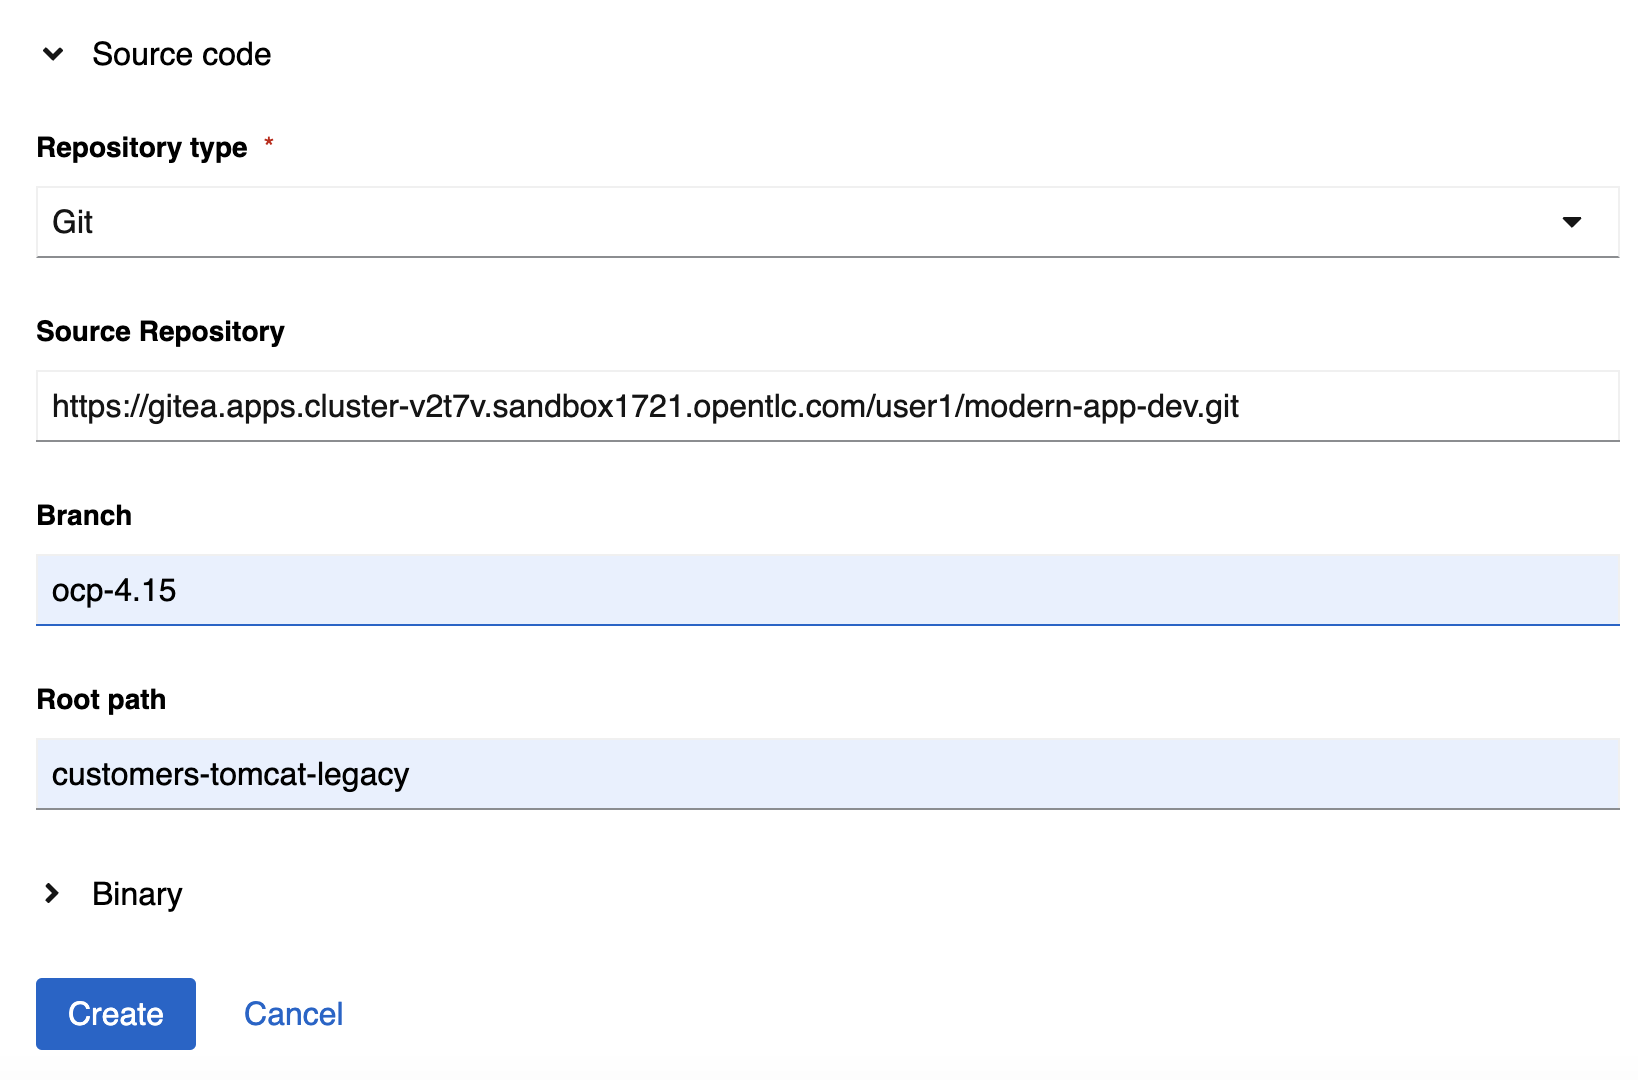 Source code
Repository type *
Git
Source Repository
https://gitea.apps.cluster-v2t7v.sandbox1721.opentlc.com/user1/modern-app-dev.git
Branch
ocp-4.15
Root path
customers-tomcat-legacy
Binary
Create Cancel